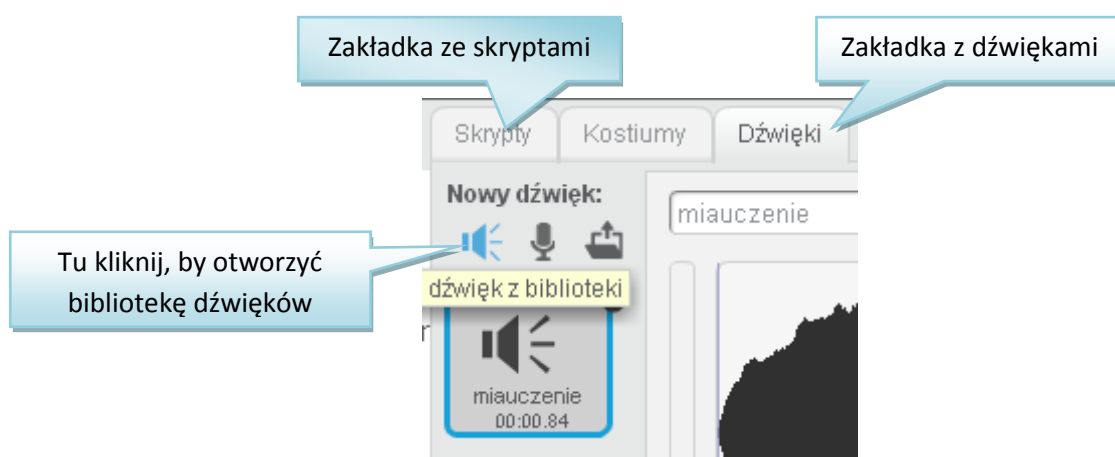 Zakładka ze skryptami
Zakładka z dźwiękami
Skrypty Kostiumy Dźwięki
Nowy dźwięk:
miauczenie
Tu kliknij, by otworzyć
bibliotekę dźwięków
dźwięk z biblioteki
miauczenie
00:00.84